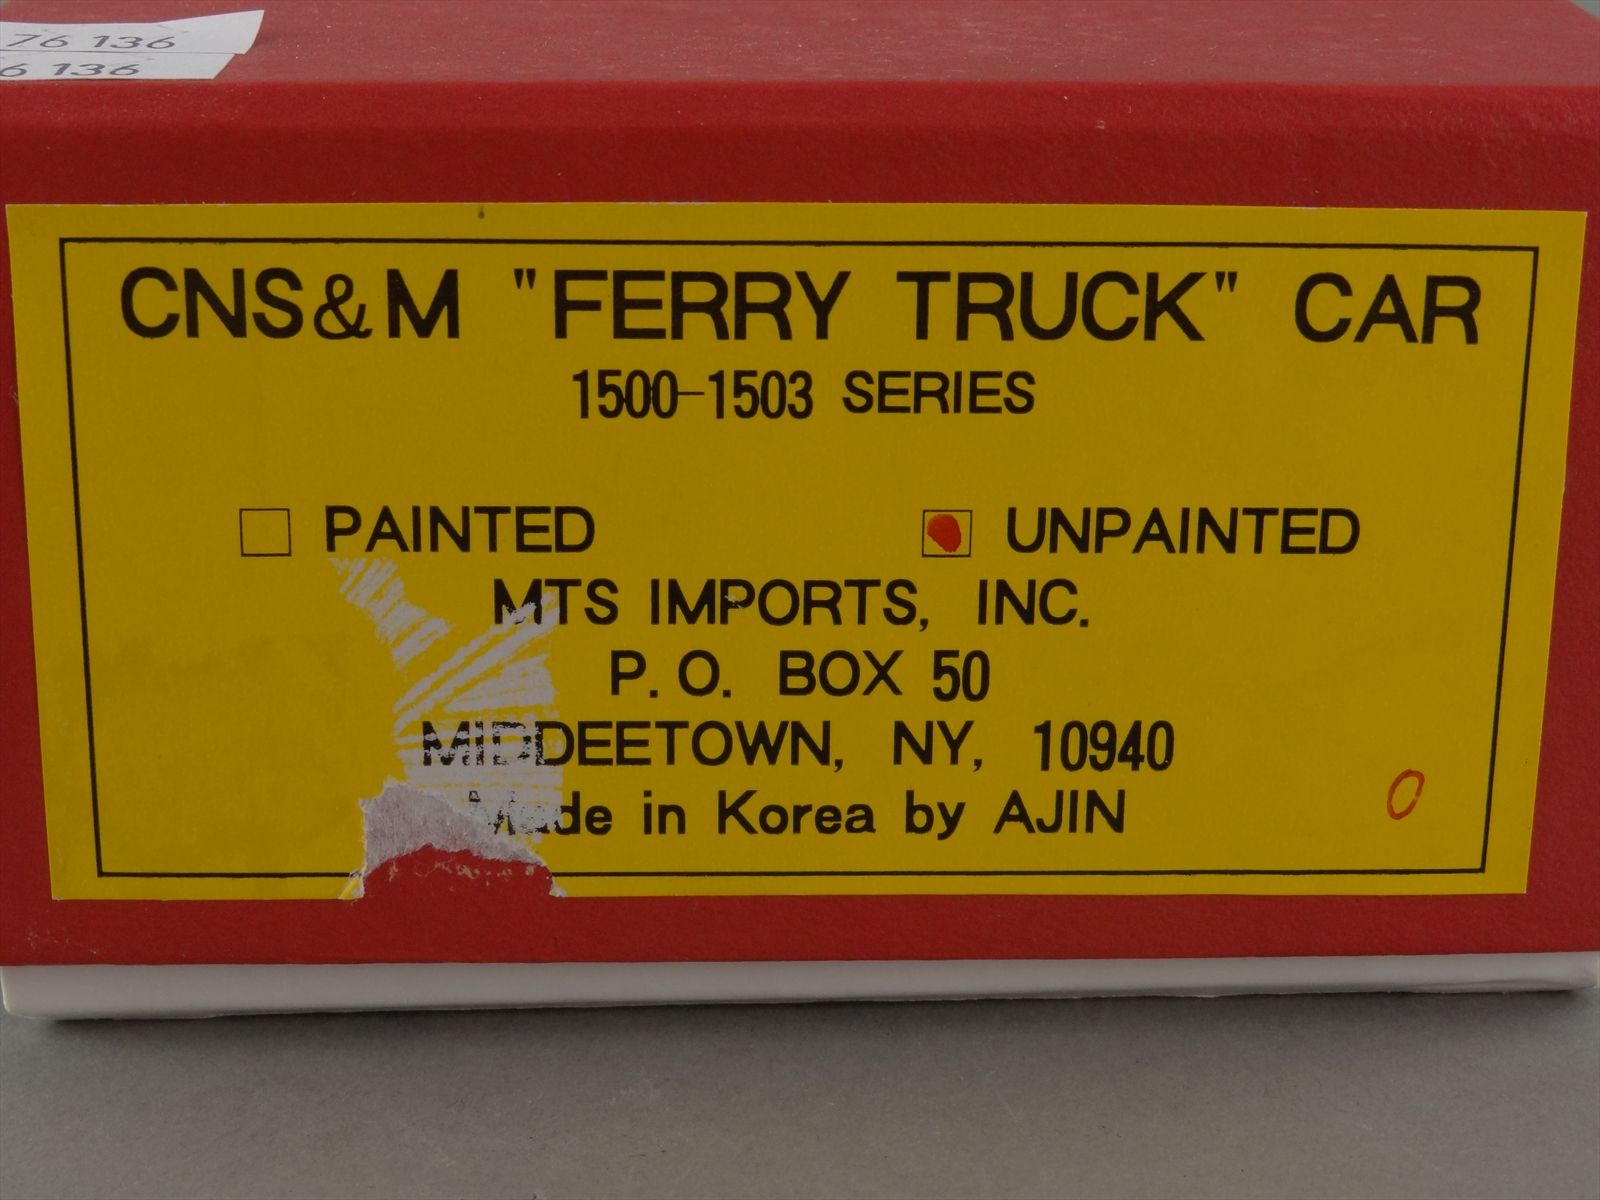 76 136
6 136
CNS&M "FERRY TRUCK" CAR
1500-1503 SERIES
PAINTED UNPAINTED
MTS IMPORTS, INC.
P. O. BOX 50
MIDDEETOWN, NY, 10940
Made in Korea by AJIN
O